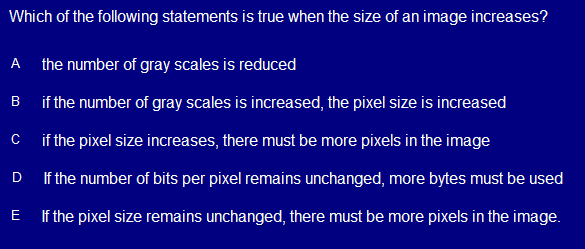 Which of the following statements is true when the size of an image increases?
A the number of gray scales is reduced
B if the number of gray scales is increased, the pixel size is increased
C if the pixel size increases, there must be more pixels in the image
D If the number of bits per pixel remains unchanged, more bytes must be used
E If the pixel size remains unchanged, there must be more pixels in the image.